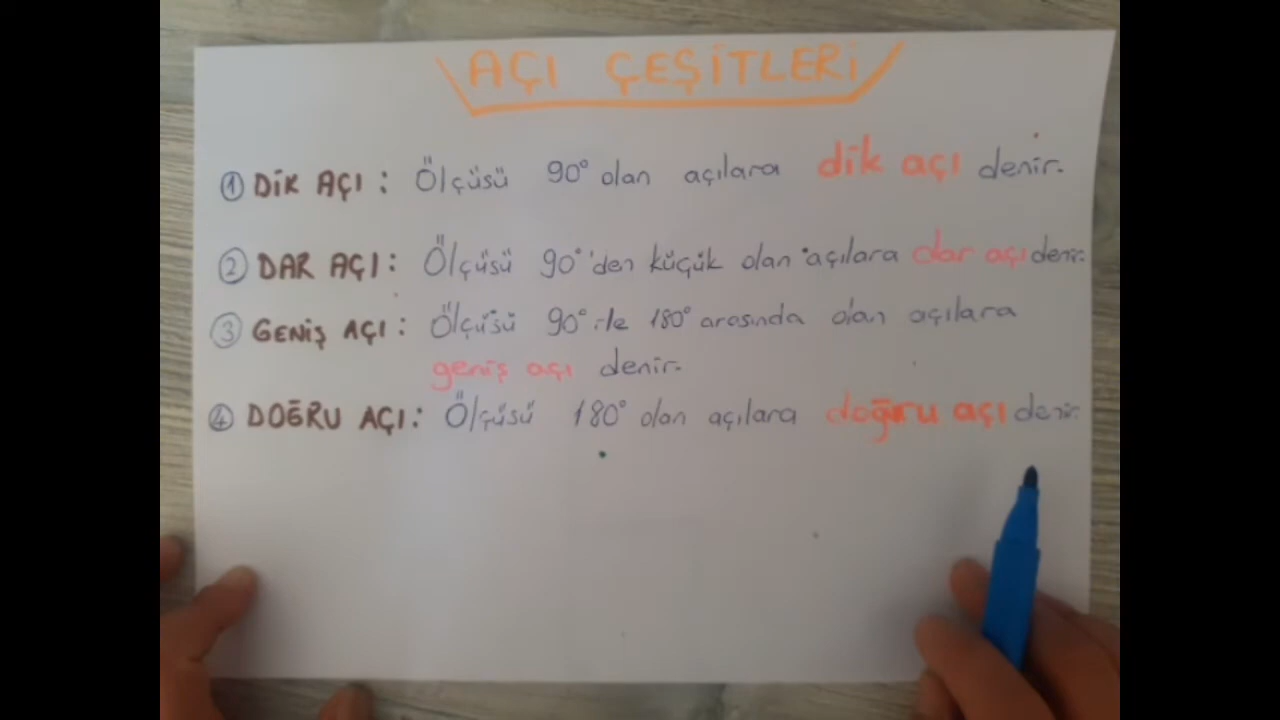 AÇI ÇEŞİTLERİ
① DİK AÇI : Ölçüsü 90° olan açılara dik açı denir.
② DAR AÇI : Ölçüsü 90°'den küçük olan açılara dar açı denir.
③ GENİŞ AÇI : Ölçüsü 90° ile 180° arasında olan açılara
geniş açı denir.
④ DOĞRU AÇI : Ölçüsü 180° olan açılara doğru açı denir.